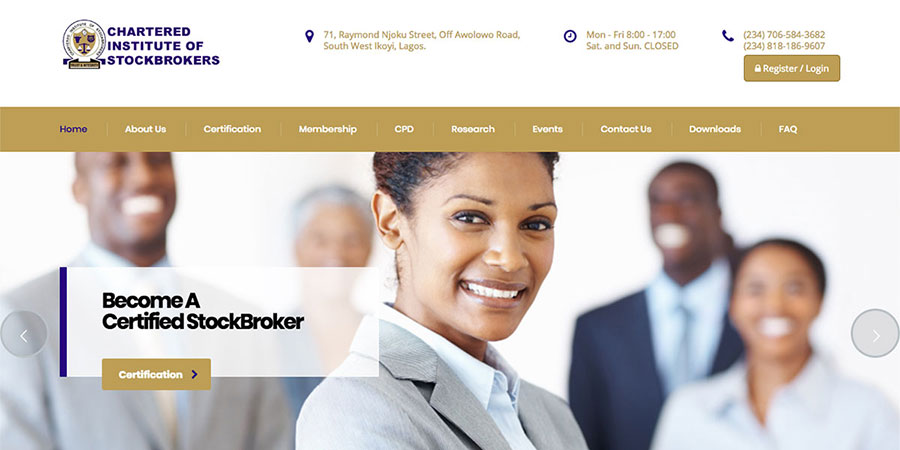 CHARTERED
INSTITUTE OF
STOCKBROKERS
71, Raymond Njoku Street, Off Awolowo Road,
South West Ikoyi, Lagos.
Mon - Fri 8:00 - 17:00
Sat. and Sun. CLOSED
(234) 706-584-3682
(234) 818-186-9607
Register / Login
Home
About Us
Certification
Membership
CPD
Research
Events
Contact Us
Downloads
FAQ
Become A
Certified StockBroker
Certification